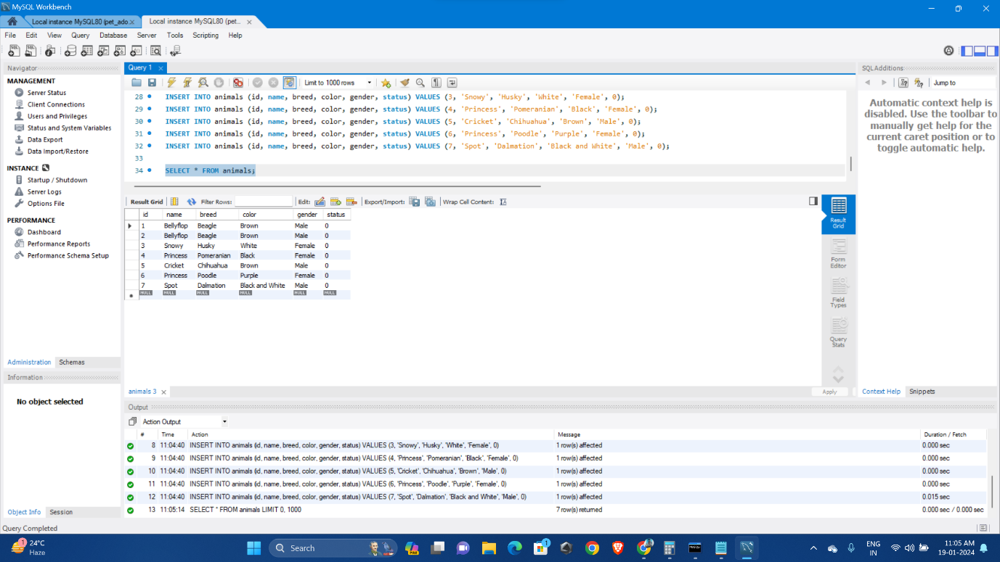 MySQL Workbench
Local instance MySQL80 (pet_ado... x
Local instance MySQL80 (pet_... x
File Edit View Query Database Server Tools Scripting Help
Navigator
MANAGEMENT
Server Status
Client Connections
Users and Privileges
Status and System Variables
Data Export
Data Import/Restore
INSTANCE
Startup / Shutdown
Server Logs
Options File
PERFORMANCE
Dashboard
Performance Reports
Performance Schema Setup
Administration Schemas
Information
No object selected
Object Info Session
Query Completed
Query 1 x
Limit to 1000 rows
28 INSERT INTO animals (id, name, breed, color, gender, status) VALUES (3, 'Snowy', 'Husky', 'White', 'Female', 0);
29 INSERT INTO animals (id, name, breed, color, gender, status) VALUES (4, 'Princess', 'Pomeranian', 'Black', 'Female', 0);
30 INSERT INTO animals (id, name, breed, color, gender, status) VALUES (5, 'Cricket', 'Chihuahua', 'Brown', 'Male', 0);
31 INSERT INTO animals (id, name, breed, color, gender, status) VALUES (6, 'Princess', 'Poodle', 'Purple', 'Female', 0);
32 INSERT INTO animals (id, name, breed, color, gender, status) VALUES (7, 'Spot', 'Dalmation', 'Black and White', 'Male', 0);
33
34 SELECT * FROM animals;
Result Grid Filter Rows: Edit: Export/Import: Wrap Cell Content:
id name breed color gender status
1 Bellyflop Beagle Brown Male 0
2 Bellyflop Beagle Brown Male 0
3 Snowy Husky White Female 0
4 Princess Pomeranian Black Female 0
5 Cricket Chihuahua Brown Male 0
6 Princess Poodle Purple Female 0
7 Spot Dalmation Black and White Male 0
NULL NULL NULL NULL NULL NULL
Result
Grid
Form
Editor
Field
Types
Query
Stats
animals 3 x
Apply
SQLAdditions
Jump to
Automatic context help is
disabled. Use the toolbar to
manually get help for the
current caret position or to
toggle automatic help.
Context Help Snippets
Output
Action Output
# Time Action Message Duration / Fetch
8 11:04:40 INSERT INTO animals (id, name, breed, color, gender, status) VALUES (3, 'Snowy', 'Husky', 'White', 'Female', 0) 1 row(s) affected 0.000 sec
9 11:04:40 INSERT INTO animals (id, name, breed, color, gender, status) VALUES (4, 'Princess', 'Pomeranian', 'Black', 'Female', 0) 1 row(s) affected 0.000 sec
10 11:04:40 INSERT INTO animals (id, name, breed, color, gender, status) VALUES (5, 'Cricket', 'Chihuahua', 'Brown', 'Male', 0) 1 row(s) affected 0.000 sec
11 11:04:40 INSERT INTO animals (id, name, breed, color, gender, status) VALUES (6, 'Princess', 'Poodle', 'Purple', 'Female', 0) 1 row(s) affected 0.000 sec
12 11:04:40 INSERT INTO animals (id, name, breed, color, gender, status) VALUES (7, 'Spot', 'Dalmation', 'Black and White', 'Male', 0) 1 row(s) affected 0.015 sec
13 11:05:14 SELECT * FROM animals LIMIT 0, 1000 7 row(s) returned 0.000 sec / 0.000 sec
1
24°C
Haze
Search
PRE
1
ENG
IN
11:05 AM
19-01-2024